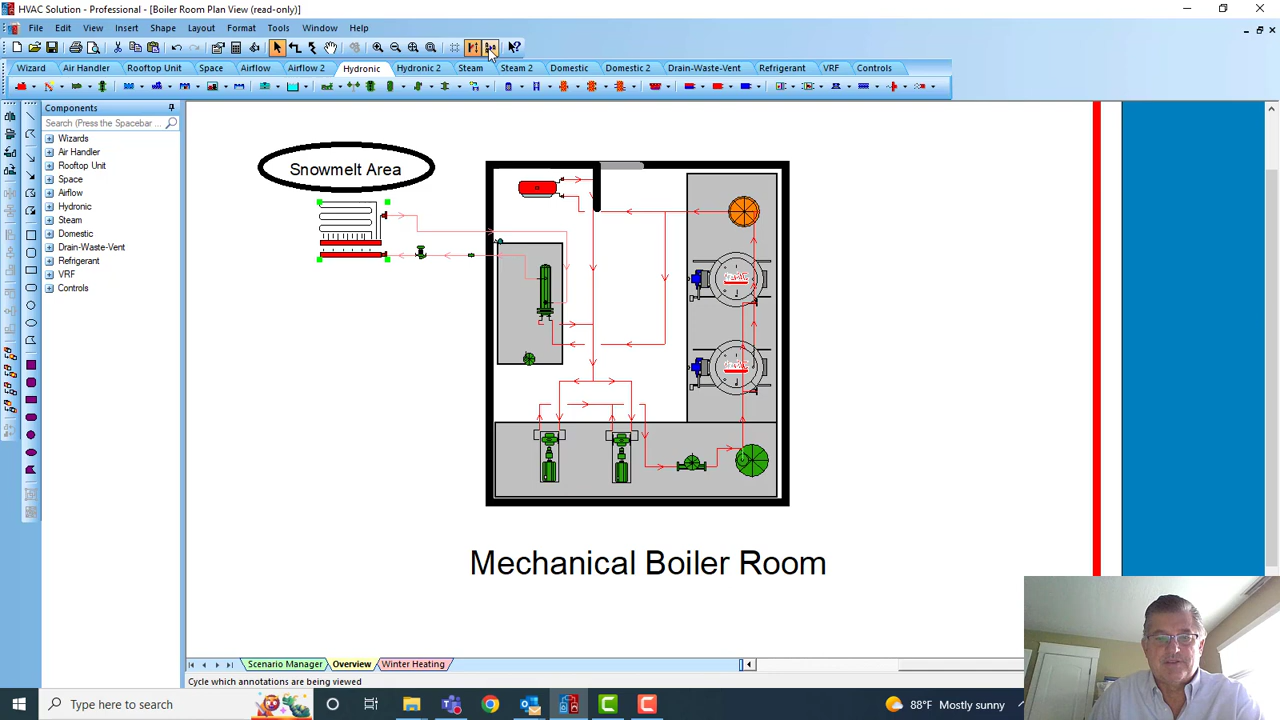 HVAC Solution - Professional - [Boiler Room Plan View (read-only)]
File Edit View Insert Shape Layout Format Tools Window Help
Wizard Air Handler Rooftop Unit Space Airflow Airflow 2 Hydronic Hydronic 2 Steam Steam 2 Domestic Domestic 2 Drain-Waste-Vent Refrigerant VRF Controls
Components
Search (Press the Spacebar ...
Wizards
Air Handler
Rooftop Unit
Space
Airflow
Hydronic
Steam
Domestic
Drain-Waste-Vent
Refrigerant
VRF
Controls
Snowmelt Area
Mechanical Boiler Room
Scenario Manager Overview Winter Heating
Cycle which annotations are being viewed
Type here to search
88°F Mostly sunny